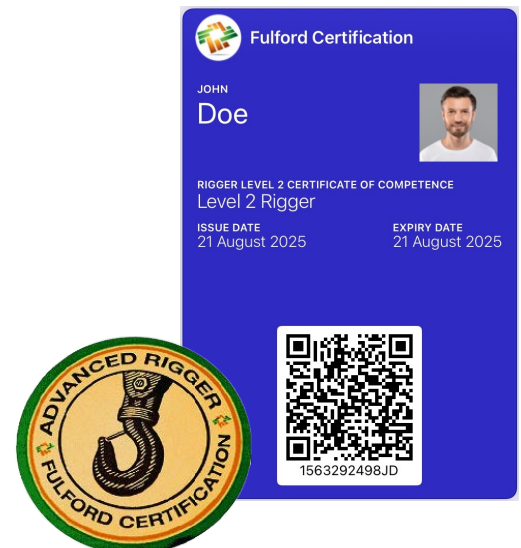 Fulford Certification
JOHN
Doe
RIGGER LEVEL 2 CERTIFICATE OF COMPETENCE
Level 2 Rigger
ISSUE DATE
21 August 2025
EXPIRY DATE
21 August 2025
1563292498JD
ADVANCED RIGGER
FULFORD CERTIFICATION